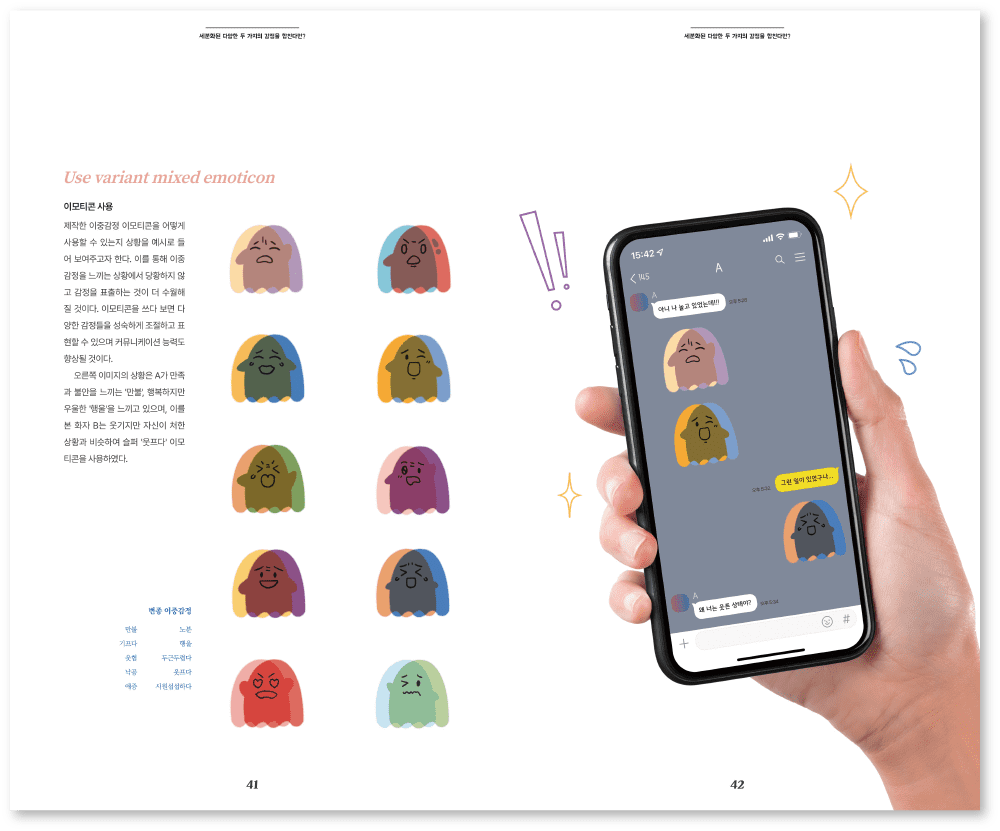 세분화된 다양한 두 가지의 감정을 합친다면?
Use variant mixed emoticon
이모티콘 사용
제작한 이중감정 이모티콘을 어떻게
사용할 수 있는지 상황을 예시로 들
어 보여주고자 한다. 이를 통해 이중
감정을 느끼는 상황에서 당황하지 않
고 감정을 표출하는 것이 더 수월해
질 것이다. 이모티콘을 쓰다 보면 다
양한 감정들을 성숙하게 조절하고 표
현할 수 있으며 커뮤니케이션 능력도
향상될 것이다.
오른쪽 이미지의 상황은 A가 만족
과 불안을 느끼는 '만불', 행복하지만
우울한 '행울'을 느끼고 있으며, 이를
본 화자 B는 웃기지만 자신이 처한
상황과 비슷하여 슬퍼 '웃프다' 이모
티콘을 사용하였다.
변종 이중감정
만불 노픈
기프다 행울
웃혐 두근두렵다
낙공 웃프다
애증 시원섭섭하다
41
세분화된 다양한 두 가지의 감정을 합친다면?
15:42
145
A
A
아니 나 놀고 있었는데!!!
그런 일이 있었구나...
A
왜 너는 웃픈 상태야?
+
#
42